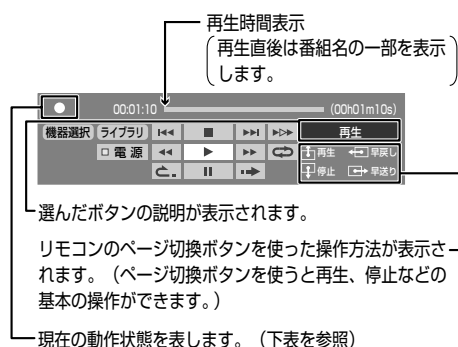 再生時間表示
再生直後は番組名の一部を表示
します。
00:01:10 (00h01m10s)
機器選択 ライブラリ 再生
電源 再生 早戻し
停止 早送り
選んだボタンの説明が表示されます。
リモコンのページ切換ボタンを使った操作方法が表示さ
れます。（ページ切換ボタンを使うと再生、停止などの
基本の操作ができます。）
現在の動作状態を表します。（下表を参照）